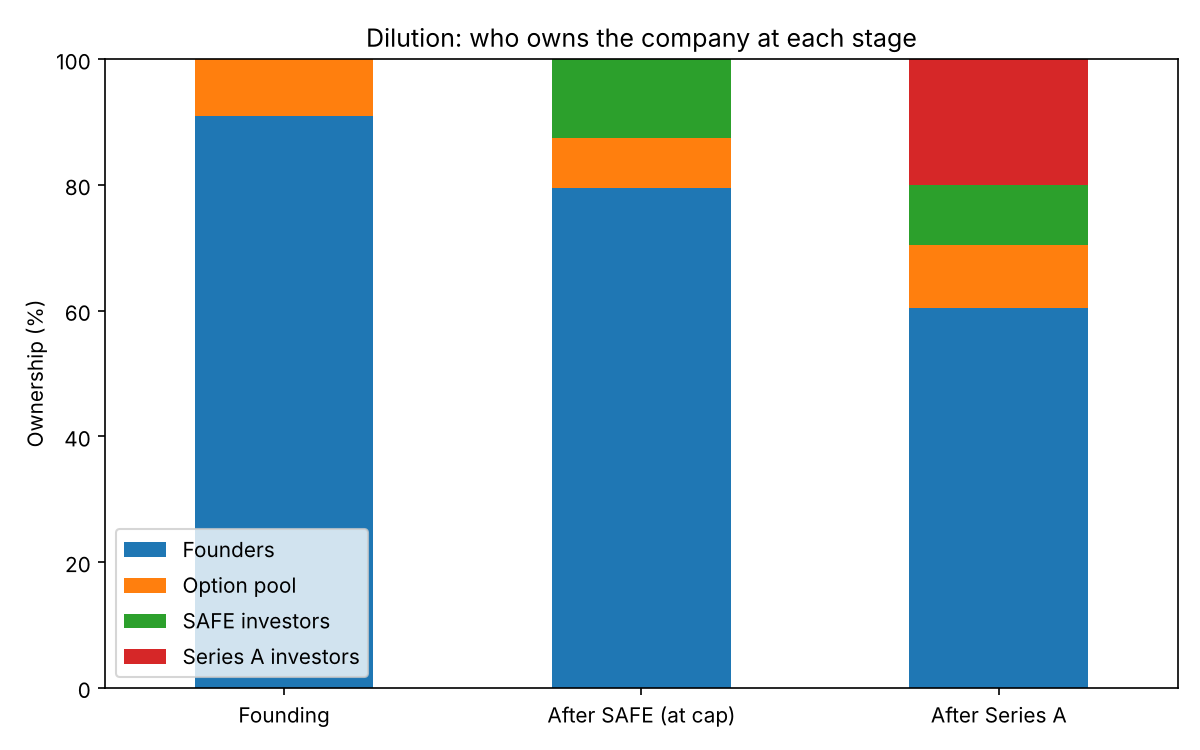 Dilution: who owns the company at each stage
100
80
60
40
20
0
Ownership (%)
Founders
Option pool
SAFE investors
Series A investors
Founding
After SAFE (at cap)
After Series A